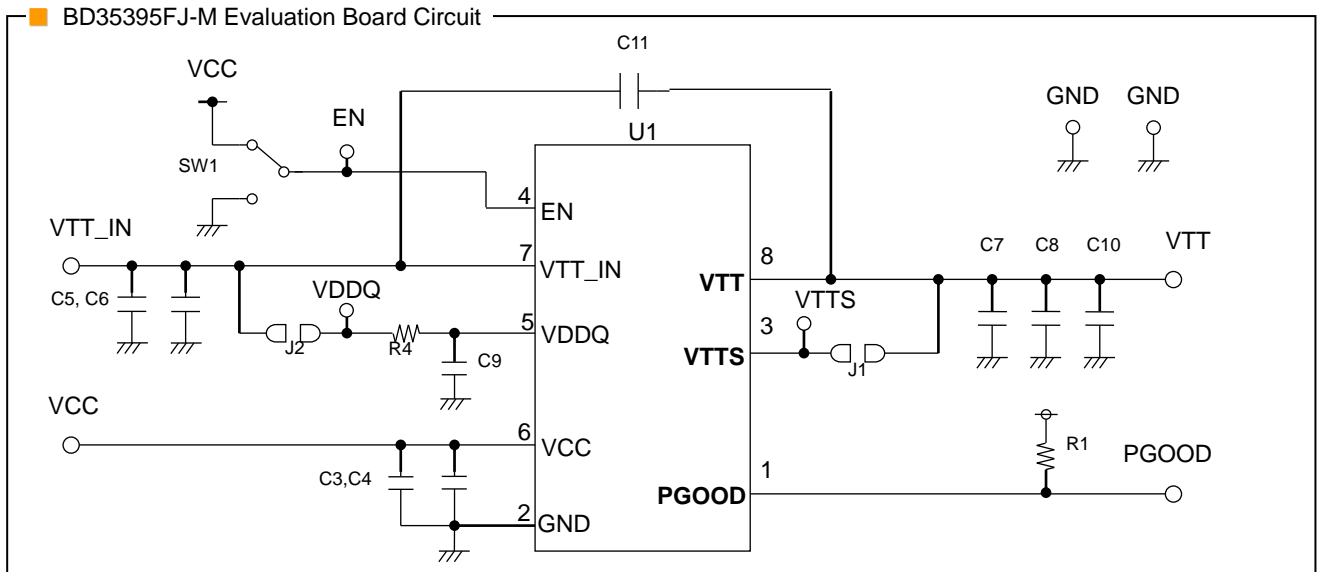 BD35395FJ-M Evaluation Board Circuit
C11
VCC
GND GND
EN
U1
SW1
4
EN
VTT_IN
7
VTT_IN
C7 C8 C10 VTT
8
VTT
C5, C6
VDDQ
VTTS
5
VDDQ
3
VTTS
J2
R4
C9
J1
VCC
6
VCC
R1
PGOOD
C3,C4
1
PGOOD
2
GND